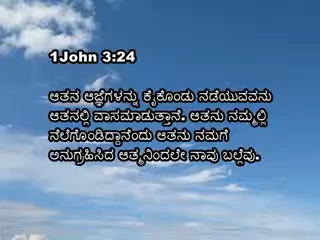 1John 3:24
ಆತನ ಆಜ್ಞೆಗಳನ್ನು ಕೈಕೊಂಡು ನಡೆಯುವವನು
ಆತನಲ್ಲಿ ವಾಸಮಾಡುತ್ತಾನೆ. ಆತನು ನಮ್ಮಲ್ಲಿ
ನೆಲೆಗೊಂಡಿದ್ದಾನೆಂದು ಆತನು ನಮಗೆ
ಅನುಗ್ರಹಿಸಿದ ಆತ್ಮನಿಂದಲೇ ನಾವು ಬಲ್ಲೆವು.